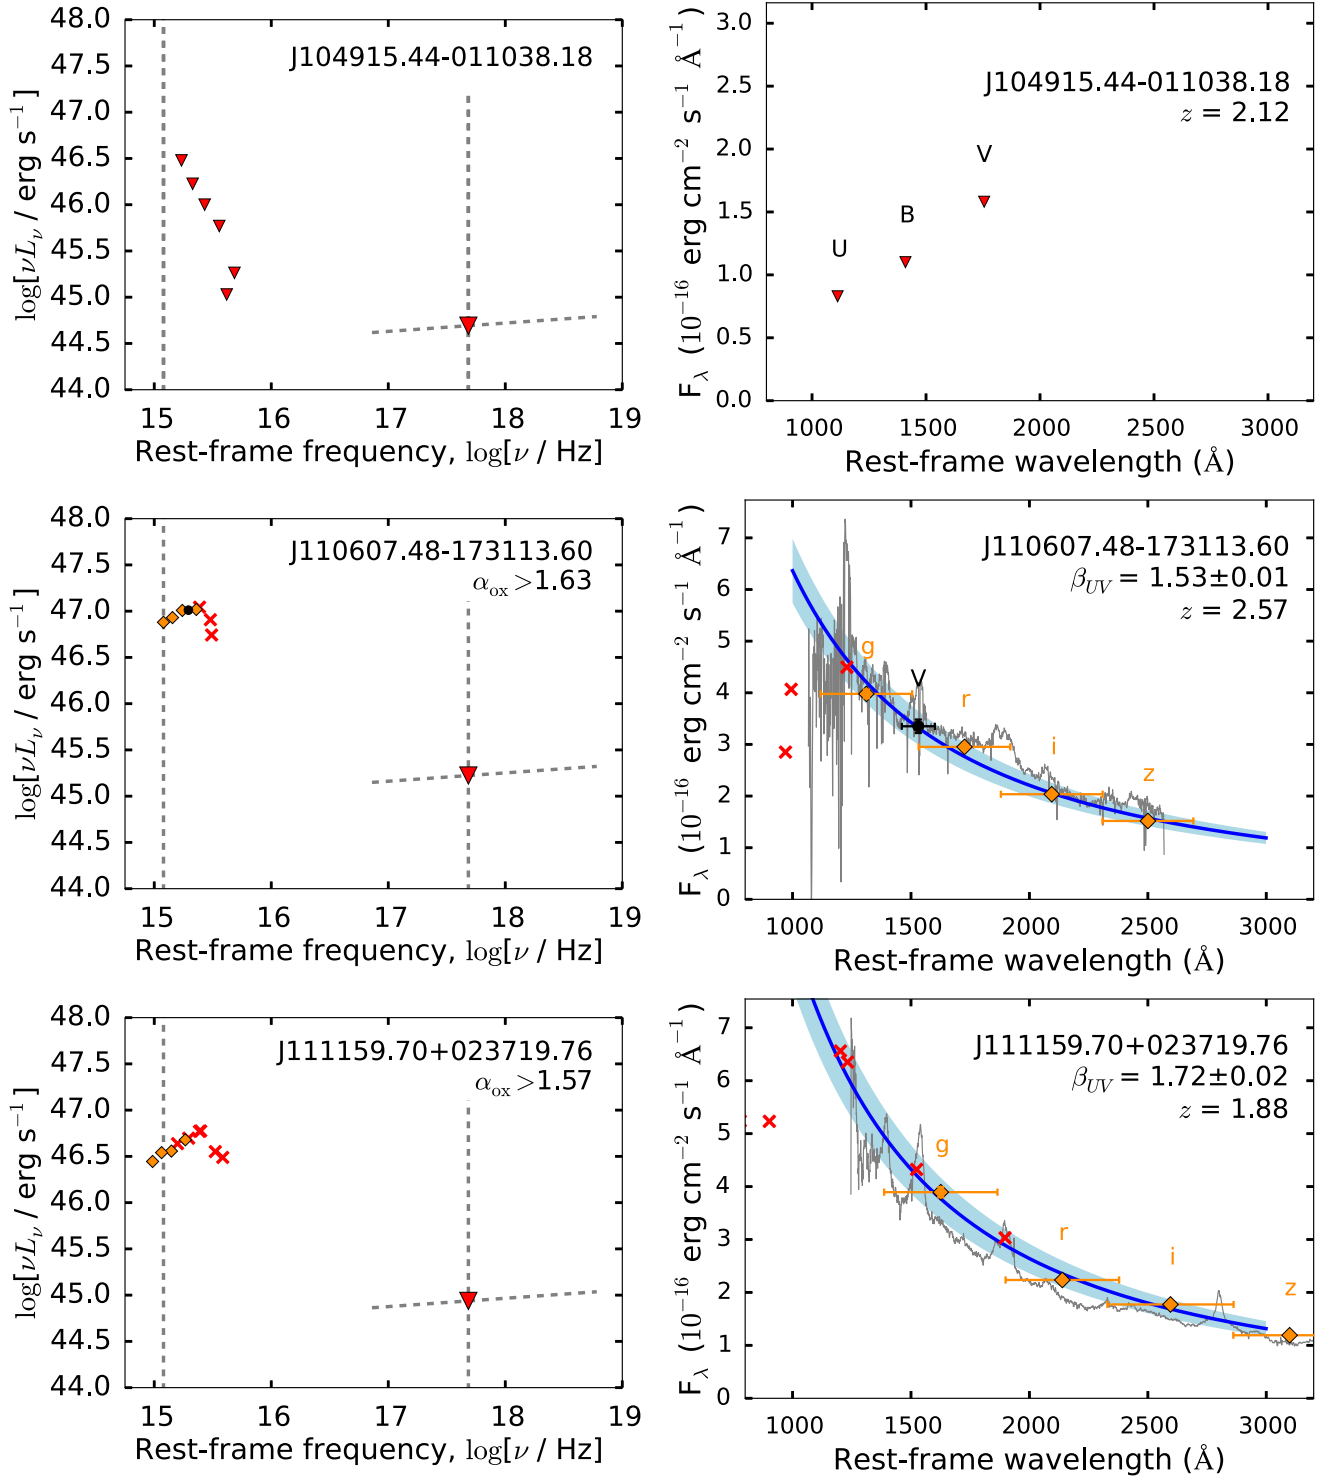 48.0
47.5
47.0
46.5
46.0
45.5
45.0
44.5
44.0
log[νLν / erg s⁻¹]
J104915.44-011038.18
15 16 17 18 19
Rest-frame frequency, log[ν / Hz]
3.0
2.5
2.0
1.5
1.0
0.5
0.0
Fλ (10⁻¹⁶ erg cm⁻² s⁻¹ Å⁻¹)
J104915.44-011038.18
z = 2.12
V
B
U
1000 1500 2000 2500 3000
Rest-frame wavelength (Å)
48.0
47.5
47.0
46.5
46.0
45.5
45.0
44.5
44.0
log[νLν / erg s⁻¹]
J110607.48-173113.60
αox >1.63
15 16 17 18 19
Rest-frame frequency, log[ν / Hz]
7
6
5
4
3
2
1
0
Fλ (10⁻¹⁶ erg cm⁻² s⁻¹ Å⁻¹)
J110607.48-173113.60
βUV = 1.53±0.01
z = 2.57
g
V
r
i
z
1000 1500 2000 2500 3000
Rest-frame wavelength (Å)
48.0
47.5
47.0
46.5
46.0
45.5
45.0
44.5
44.0
log[νLν / erg s⁻¹]
J111159.70+023719.76
αox >1.57
15 16 17 18 19
Rest-frame frequency, log[ν / Hz]
7
6
5
4
3
2
1
0
Fλ (10⁻¹⁶ erg cm⁻² s⁻¹ Å⁻¹)
J111159.70+023719.76
βUV = 1.72±0.02
z = 1.88
g
r
i
z
1000 1500 2000 2500 3000
Rest-frame wavelength (Å)